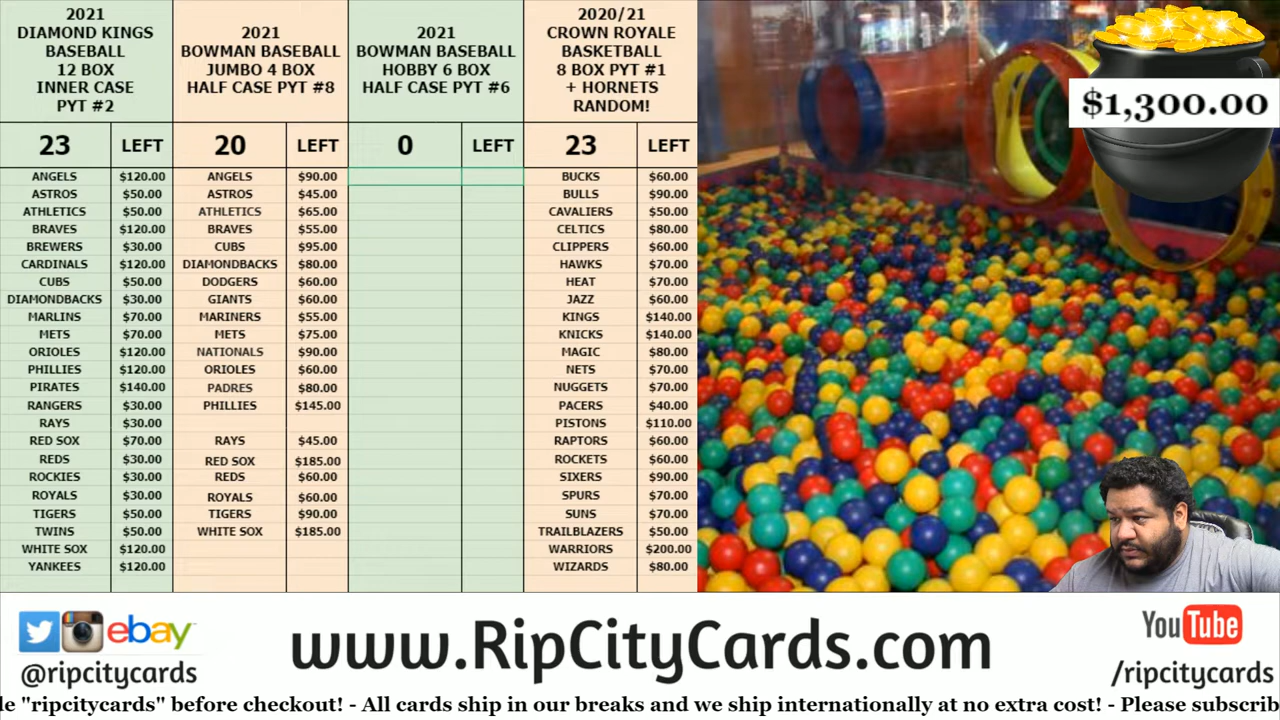 2021
DIAMOND KINGS
BASEBALL
12 BOX
INNER CASE
PYT #2
23 LEFT
ANGELS $120.00
ASTROS $50.00
ATHLETICS $50.00
BRAVES $120.00
BREWERS $30.00
CARDINALS $120.00
CUBS $50.00
DIAMONDBACKS $30.00
MARLINS $70.00
METS $70.00
ORIOLES $120.00
PHILLIES $120.00
PIRATES $140.00
RANGERS $30.00
RAYS $30.00
RED SOX $70.00
REDS $30.00
ROCKIES $30.00
ROYALS $30.00
TIGERS $50.00
TWINS $50.00
WHITE SOX $120.00
YANKEES $120.00
2021
BOWMAN BASEBALL
JUMBO 4 BOX
HALF CASE PYT #8
20 LEFT
ANGELS $90.00
ASTROS $45.00
ATHLETICS $65.00
BRAVES $55.00
CUBS $95.00
DIAMONDBACKS $80.00
DODGERS $60.00
GIANTS $60.00
MARINERS $55.00
METS $75.00
NATIONALS $90.00
ORIOLES $60.00
PADRES $80.00
PHILLIES $145.00
RAYS $45.00
RED SOX $185.00
REDS $60.00
ROYALS $60.00
TIGERS $90.00
WHITE SOX $185.00
2021
BOWMAN BASEBALL
HOBBY 6 BOX
HALF CASE PYT #6
0 LEFT
2020/21
CROWN ROYALE
BASKETBALL
8 BOX PYT #1
+ HORNETS
RANDOM!
23 LEFT
BUCKS $60.00
BULLS $90.00
CAVALIERS $50.00
CELTICS $80.00
CLIPPERS $60.00
HAWKS $70.00
HEAT $70.00
JAZZ $60.00
KINGS $140.00
KNICKS $140.00
MAGIC $80.00
NETS $70.00
NUGGETS $70.00
PACERS $40.00
PISTONS $110.00
RAPTORS $60.00
ROCKETS $60.00
SIXERS $90.00
SPURS $70.00
SUNS $70.00
TRAILBLAZERS $50.00
WARRIORS $200.00
WIZARDS $80.00
$1,300.00
ebay
@ripcitycards
www.RipCityCards.com
YouTube
/ripcitycards
le "ripcitycards" before checkout! - All cards ship in our breaks and we ship internationally at no extra cost! - Please subscrib